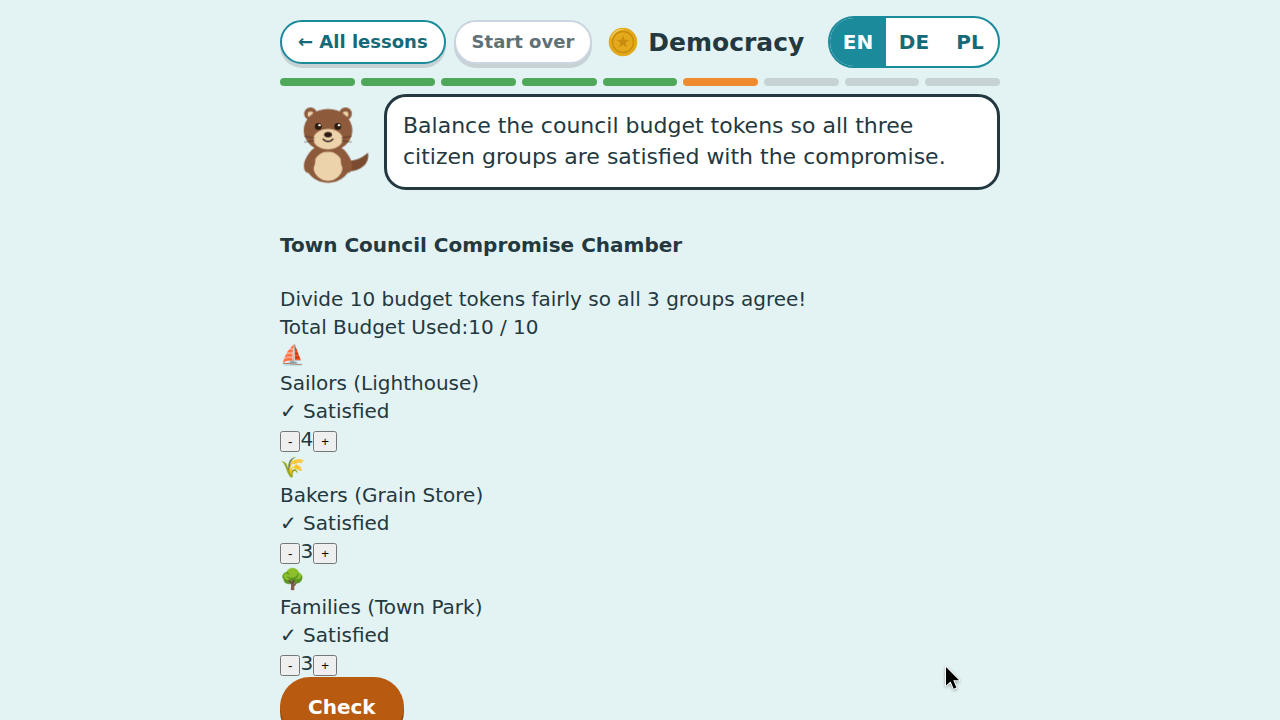 ← All lessons
Start over
Democracy
EN DE PL
Balance the council budget tokens so all three
citizen groups are satisfied with the compromise.
Town Council Compromise Chamber
Divide 10 budget tokens fairly so all 3 groups agree!
Total Budget Used:10 / 10
Sailors (Lighthouse)
✓ Satisfied
- 4 +
Bakers (Grain Store)
✓ Satisfied
- 3 +
Families (Town Park)
✓ Satisfied
- 3 +
Check